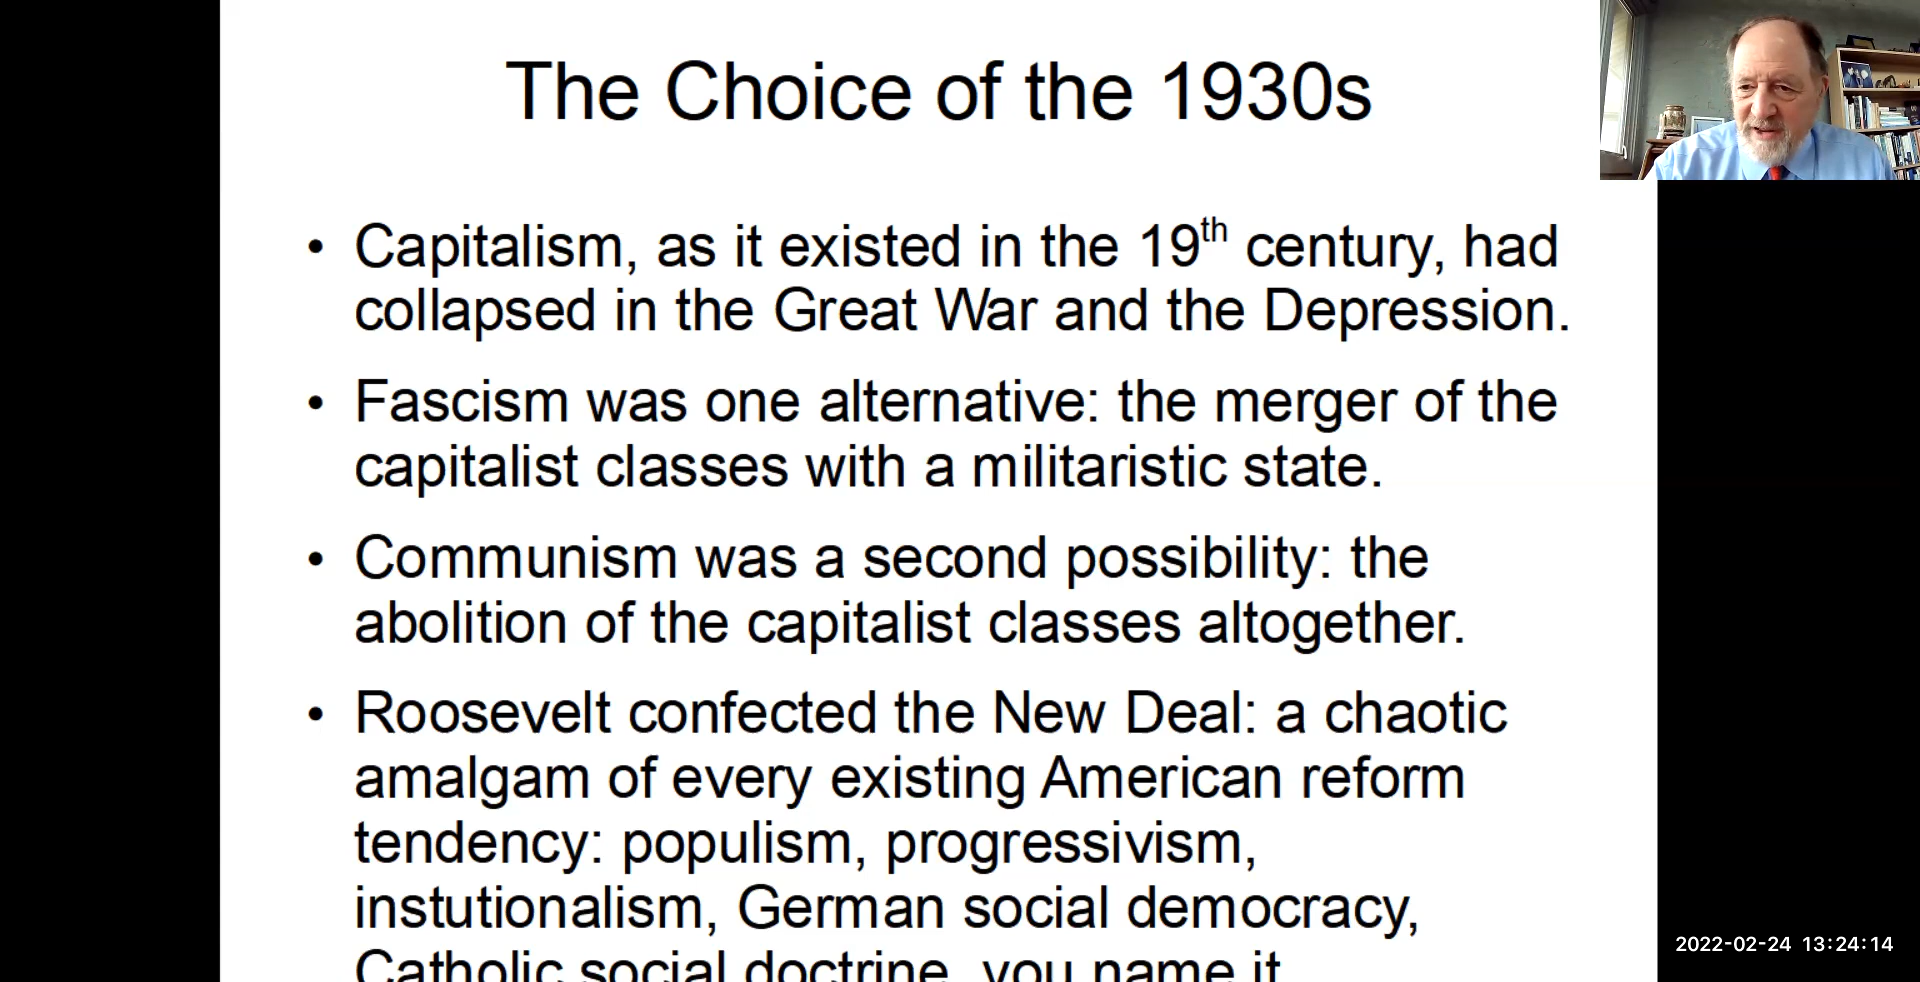 The Choice of the 1930s
• Capitalism, as it existed in the 19th century, had
collapsed in the Great War and the Depression.
• Fascism was one alternative: the merger of the
capitalist classes with a militaristic state.
• Communism was a second possibility: the
abolition of the capitalist classes altogether.
• Roosevelt confected the New Deal: a chaotic
amalgam of every existing American reform
tendency: populism, progressivism,
instutionalism, German social democracy,
Catholic social doctrine, you name it
2022-02-24 13:24:14